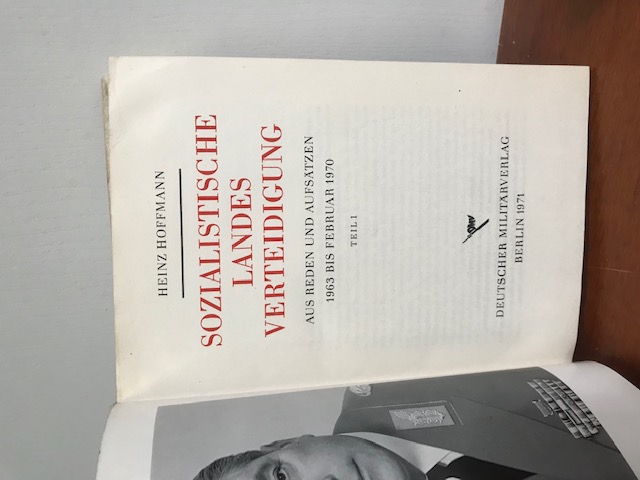 HEINZ HOFFMANN
SOZIALISTISCHE
LANDES
VERTEIDIGUNG
AUS REDEN UND AUFSÄTZEN
1963 BIS FEBRUAR 1970
TEIL I
DEUTSCHER MILITÄRVERLAG
BERLIN 1971